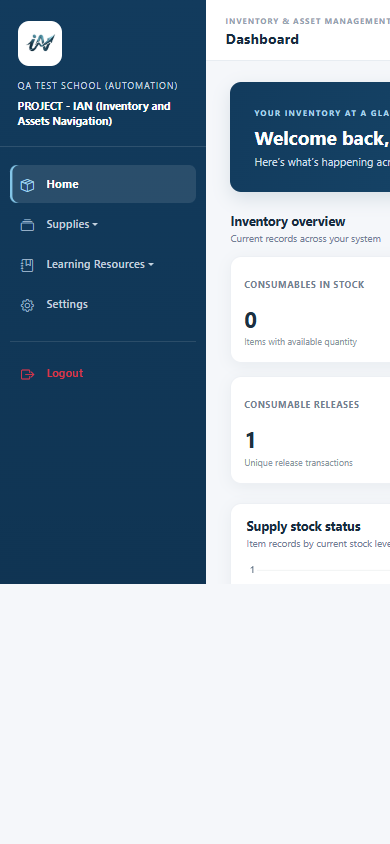 iN
QA TEST SCHOOL (AUTOMATION)
PROJECT - IAN (Inventory and
Assets Navigation)
Home
Supplies
Learning Resources
Settings
Logout
INVENTORY & ASSET MANAGEMENT
Dashboard
YOUR INVENTORY AT A GLA
Welcome back,
Here's what's happening acr
Inventory overview
Current records across your system
CONSUMABLES IN STOCK
0
Items with available quantity
CONSUMABLE RELEASES
1
Unique release transactions
Supply stock status
Item records by current stock leve
1